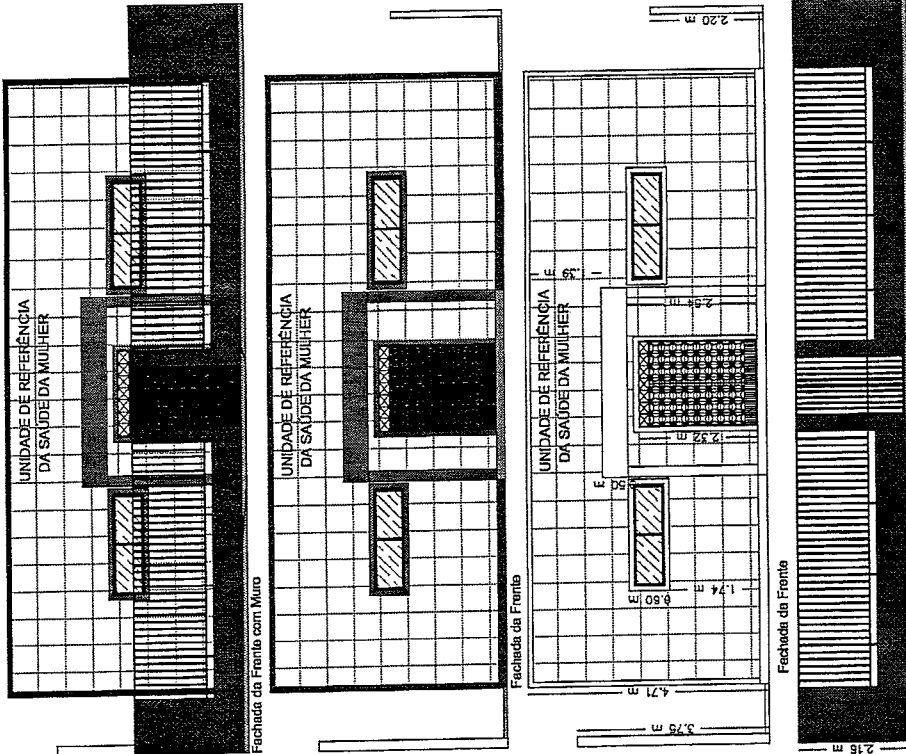 UNIDADE DE REFERÊNCIA
DA SAÚDE DA MULHER
Fachada da Frente com Muro
UNIDADE DE REFERÊNCIA
DA SAÚDE DA MULHER
Fachada da Frente
2.20 m
UNIDADE DE REFERÊNCIA
DA SAÚDE DA MULHER
.39 m
2.54 m
2.32 m
.50 m
0.60 m
1.74 m
4.71 m
3.75 m
Fachada da Frente
2.16 m